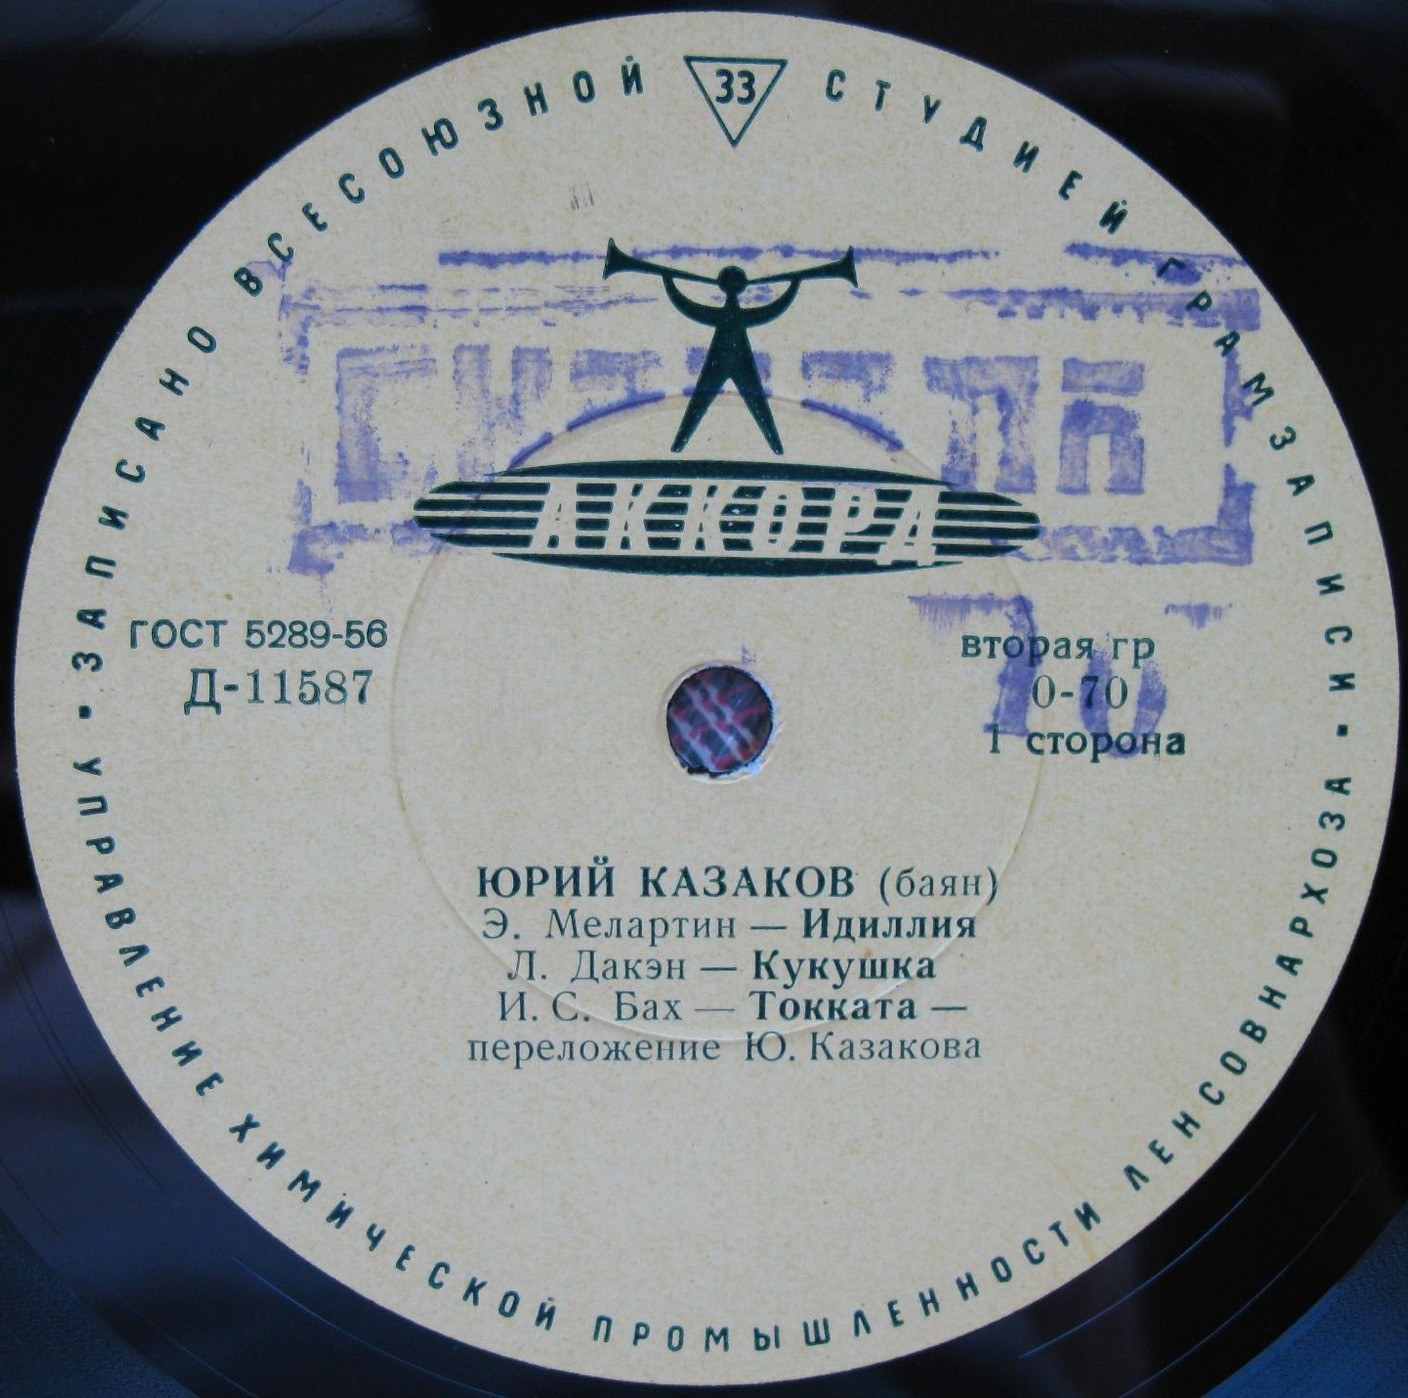 ЗАПИСАНО ВСЕСОЮЗНОЙ СТУДИЕЙ ГРАМЗАПИСИ
33
АККОРД
ГОСТ 5289-56
Д-11587
вторая гр
0-70
1 сторона
70
ЮРИЙ КАЗАКОВ (баян)
Э. Мелартин — Идиллия
Л. Дакэн — Кукушка
И. С. Бах — Токката —
переложение Ю. Казакова
УПРАВЛЕНИЕ ХИМИЧЕСКОЙ ПРОМЫШЛЕННОСТИ ЛЕНСОВНАРХОЗА